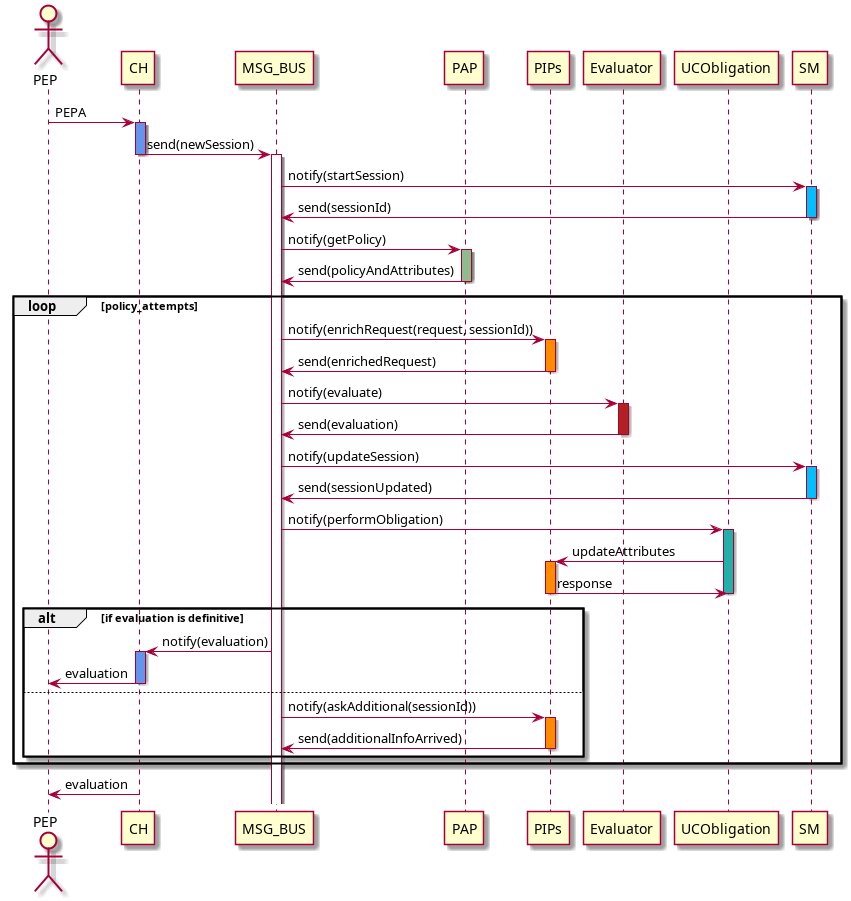 PEP
CH
MSG_BUS
PAP
PIPs
Evaluator
UCObligation
SM
PEPA
send(newSession)
notify(startSession)
send(sessionId)
notify(getPolicy)
send(policyAndAttributes)
loop
[policy_attempts]
notify(enrichRequest(request, sessionId))
send(enrichedRequest)
notify(evaluate)
send(evaluation)
notify(updateSession)
send(sessionUpdated)
notify(performObligation)
updateAttributes
response
alt
[if evaluation is definitive]
notify(evaluation)
evaluation
notify(askAdditional(sessionId))
send(additionalInfoArrived)
evaluation
PEP
CH
MSG_BUS
PAP
PIPs
Evaluator
UCObligation
SM